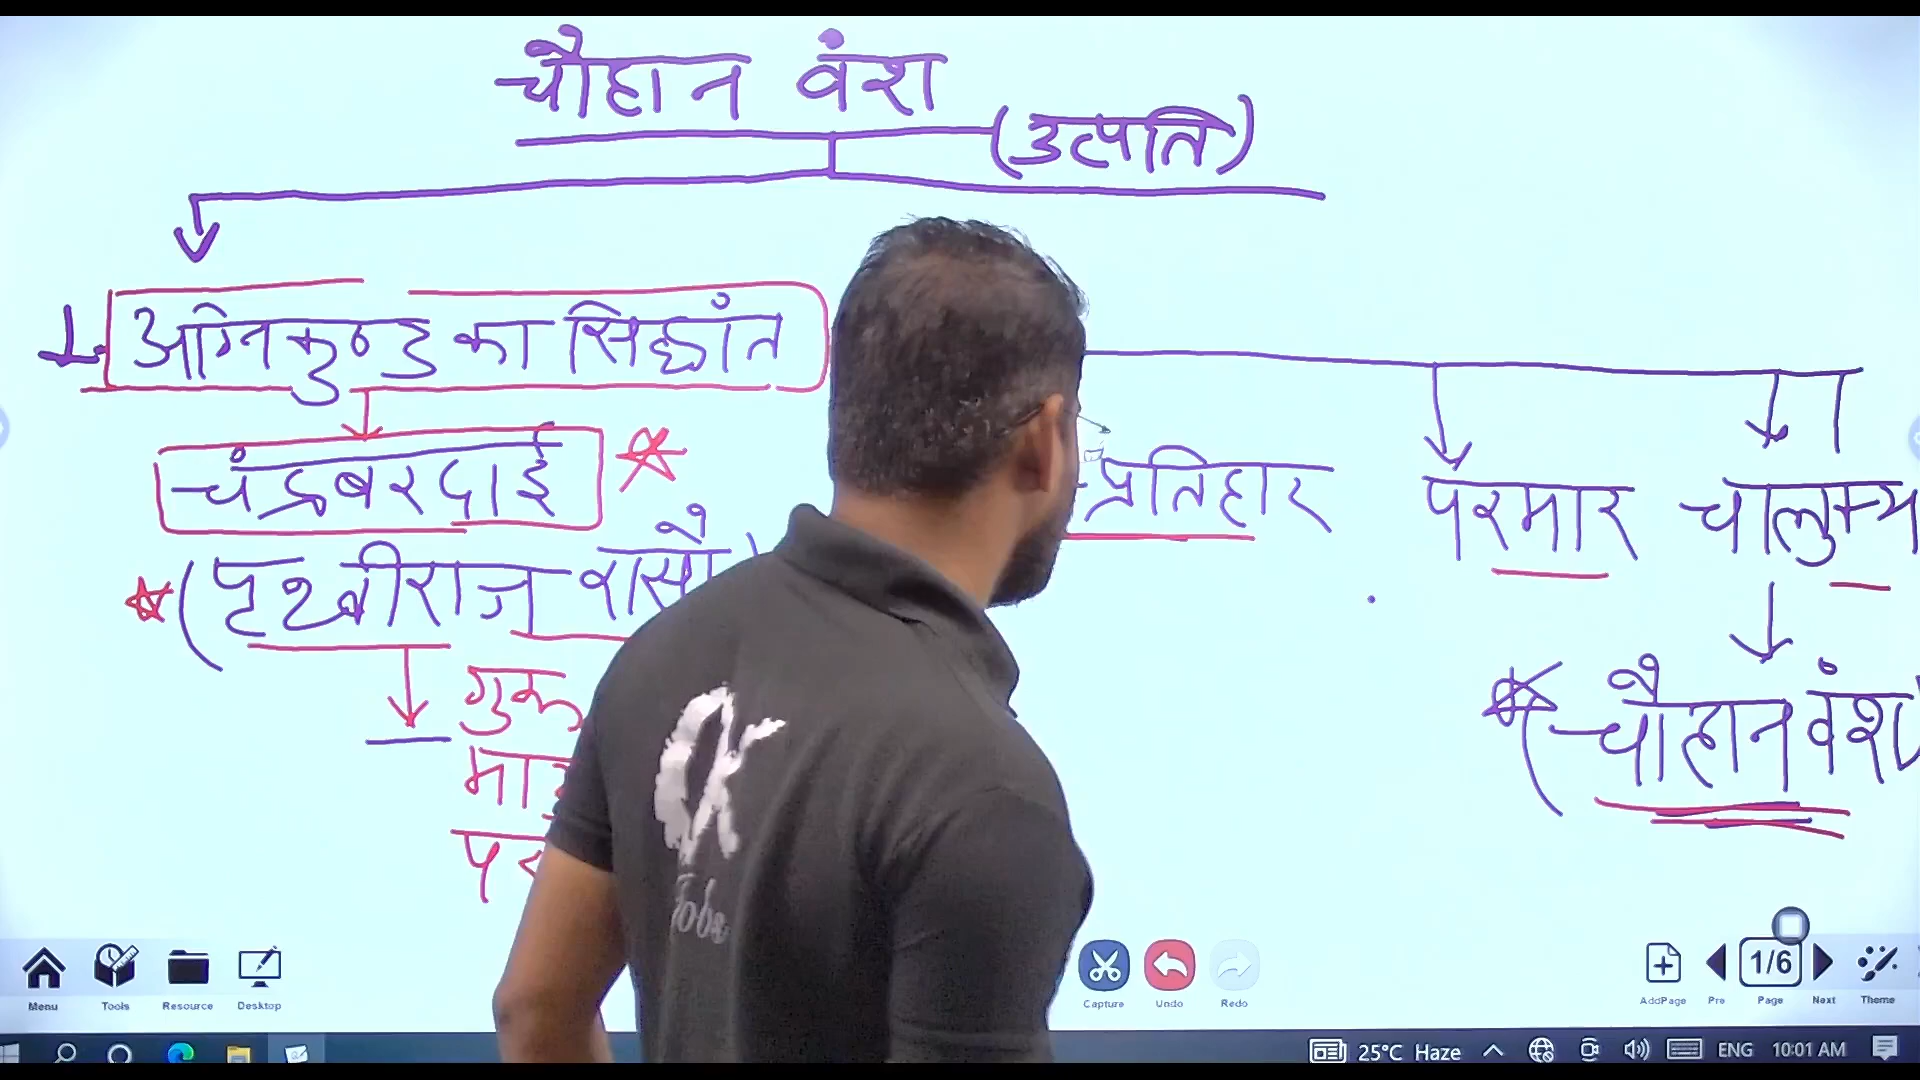 चौहान वंश
(उत्पति)
1. अग्निकुण्ड का सिद्धाँत
चंद्रबरदाई
(पृथ्वीराज रासौ)
गुरू
प्रतिहार
परमार
चालुक्य
(चौहान वंश)
Menu
Tools
Resource
Desktop
Capture
Undo
Redo
AddPage
Pre
1/6
Page
Next
Theme
25°C Haze
ENG
10:01 AM